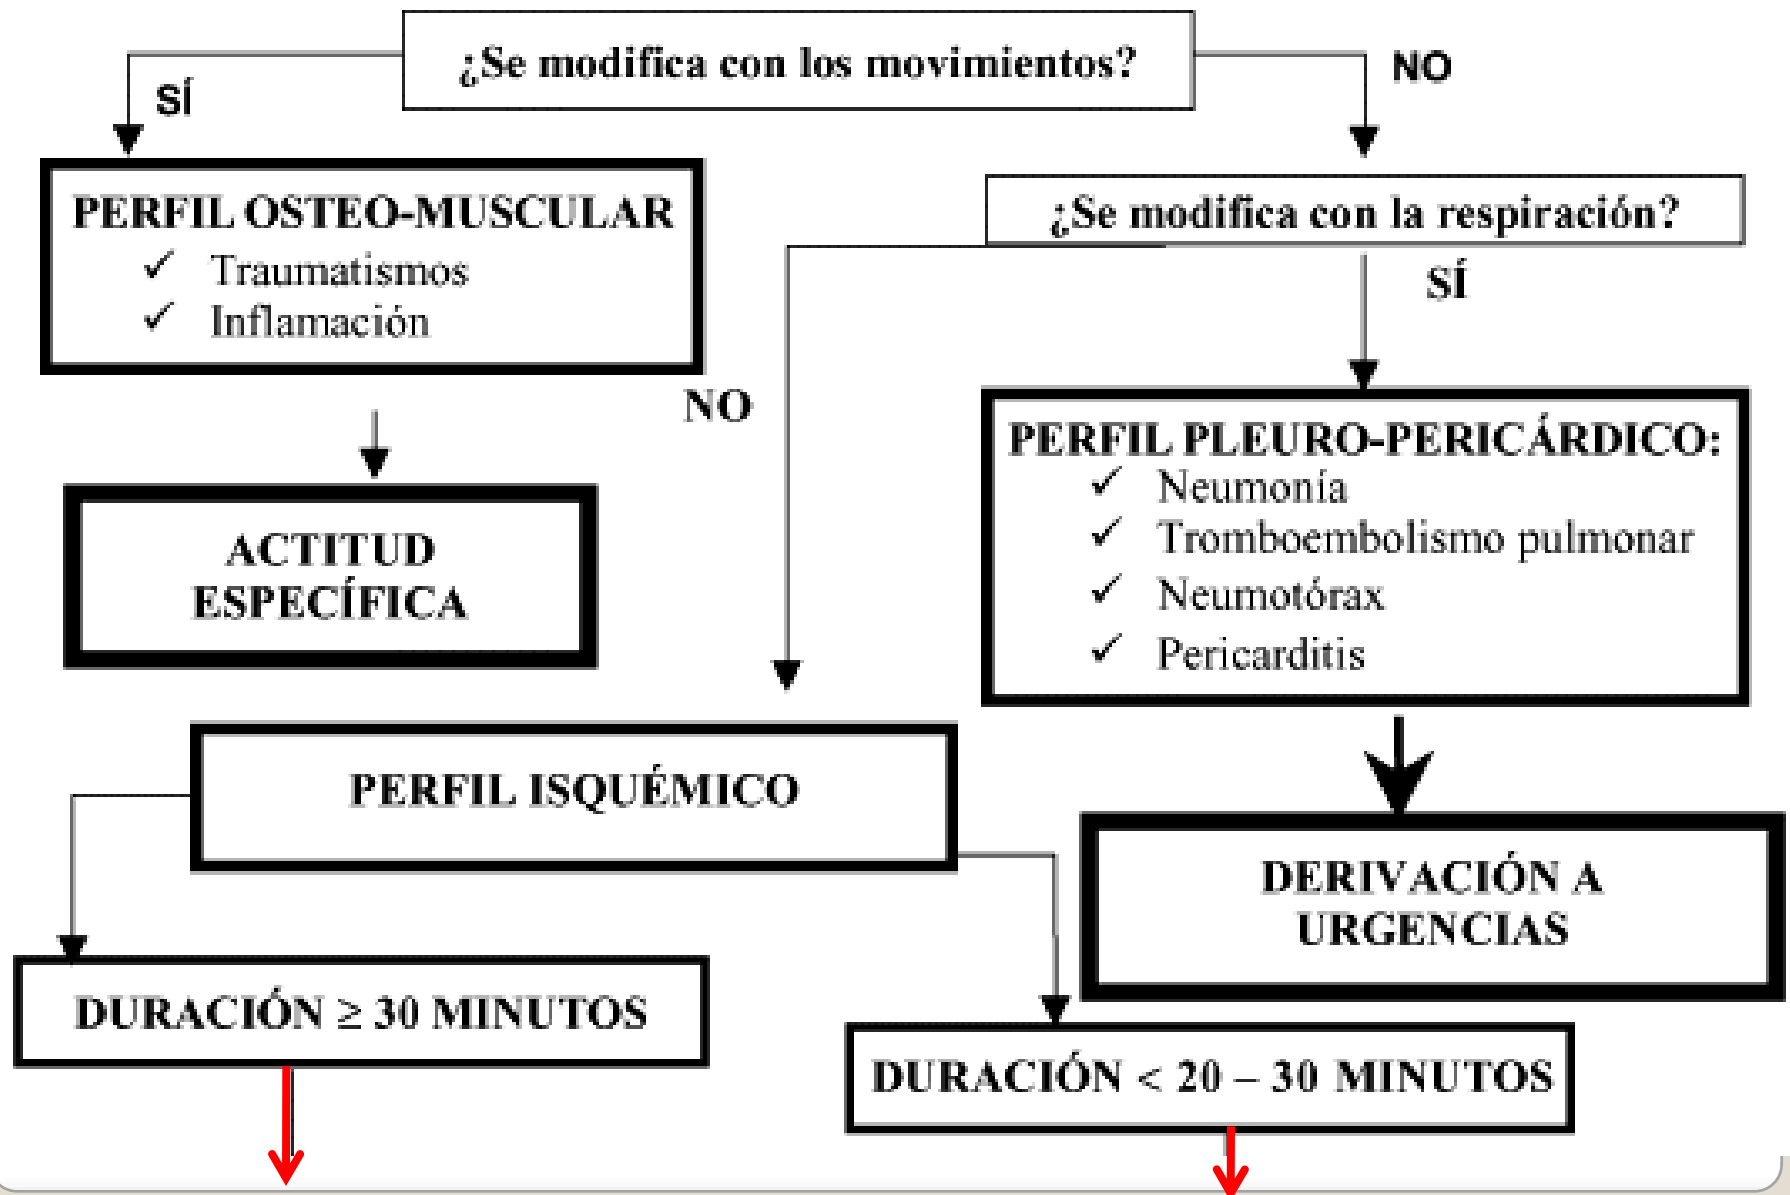 ¿Se modifica con los movimientos?
SÍ
NO
PERFIL OSTEO-MUSCULAR
✓ Traumatismos
✓ Inflamación
¿Se modifica con la respiración?
SÍ
NO
PERFIL PLEURO-PERICÁRDICO:
✓ Neumonía
✓ Tromboembolismo pulmonar
✓ Neumotórax
✓ Pericarditis
ACTITUD
ESPECÍFICA
PERFIL ISQUÉMICO
DERIVACIÓN A
URGENCIAS
DURACIÓN ≥ 30 MINUTOS
DURACIÓN < 20 – 30 MINUTOS